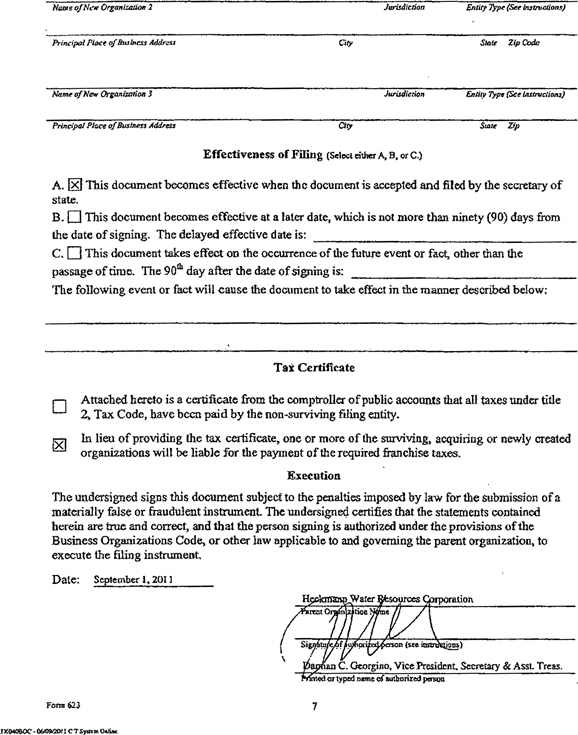 Name of New Organization 2 Jurisdiction Entity Type (See instructions)
Principal Place of Business Address City State Zip Code
Name of New Organization 3 Jurisdiction Entity Type (See instructions)
Principal Place of Business Address City State Zip
Effectiveness of Filing (Select either A, B, or C.)
A. ☒ This document becomes effective when the document is accepted and filed by the secretary of
state.
B. ☐ This document becomes effective at a later date, which is not more than ninety (90) days from
the date of signing. The delayed effective date is:
C. ☐ This document takes effect on the occurrence of the future event or fact, other than the
passage of time. The 90th day after the date of signing is:
The following event or fact will cause the document to take effect in the manner described below:
Tax Certificate
☐ Attached hereto is a certificate from the comptroller of public accounts that all taxes under title
2, Tax Code, have been paid by the non-surviving filing entity.
☒ In lieu of providing the tax certificate, one or more of the surviving, acquiring or newly created
organizations will be liable for the payment of the required franchise taxes.
Execution
The undersigned signs this document subject to the penalties imposed by law for the submission of a
materially false or fraudulent instrument. The undersigned certifies that the statements contained
herein are true and correct, and that the person signing is authorized under the provisions of the
Business Organizations Code, or other law applicable to and governing the parent organization, to
execute the filing instrument.
Date: September 1, 2011
Heckmann Water Resources Corporation
Parent Organization Name
Signature of authorized person (see instructions)
Damian C. Georgino, Vice President, Secretary & Asst. Treas.
Printed or typed name of authorized person
Form 623 7
TX040BOC - 06/09/2011 C T System Online